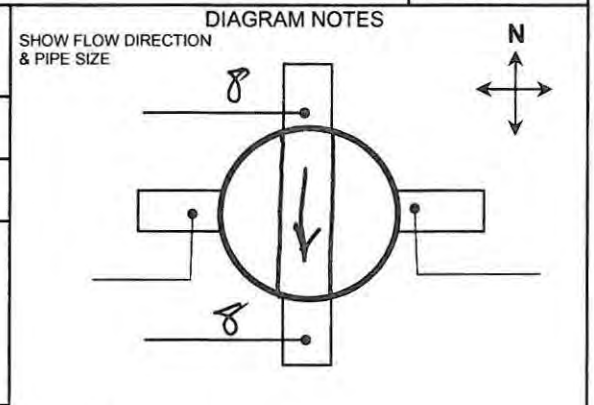 DIAGRAM NOTES
SHOW FLOW DIRECTION
& PIPE SIZE
N
8
8